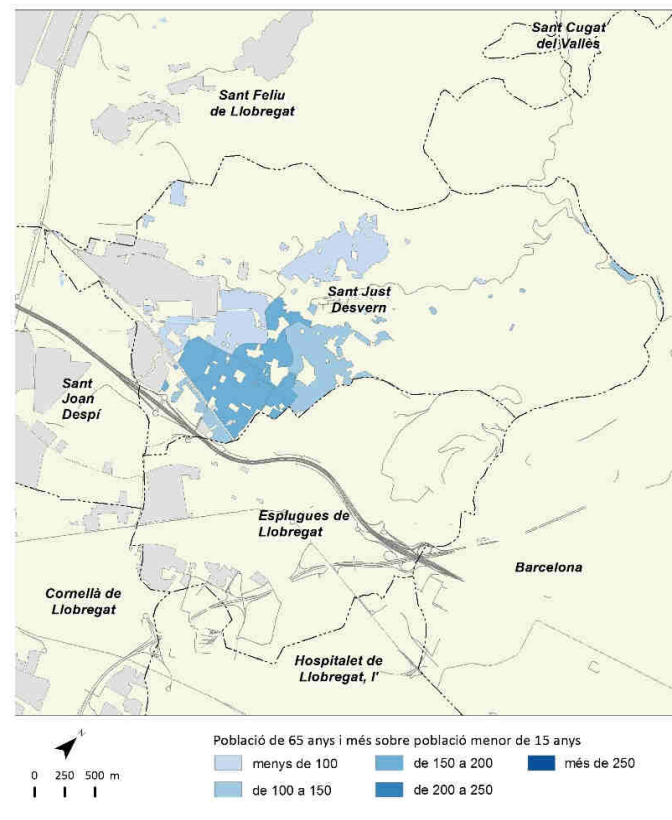 Sant Cugat
del Vallès
Sant Feliu
de Llobregat
Sant Just
Desvern
Sant
Joan
Despí
Esplugues de
Llobregat
Barcelona
Cornellà de
Llobregat
Hospitalet de
Llobregat, l'
N
0 250 500 m
Població de 65 anys i més sobre població menor de 15 anys
menys de 100
de 150 a 200
més de 250
de 100 a 150
de 200 a 250